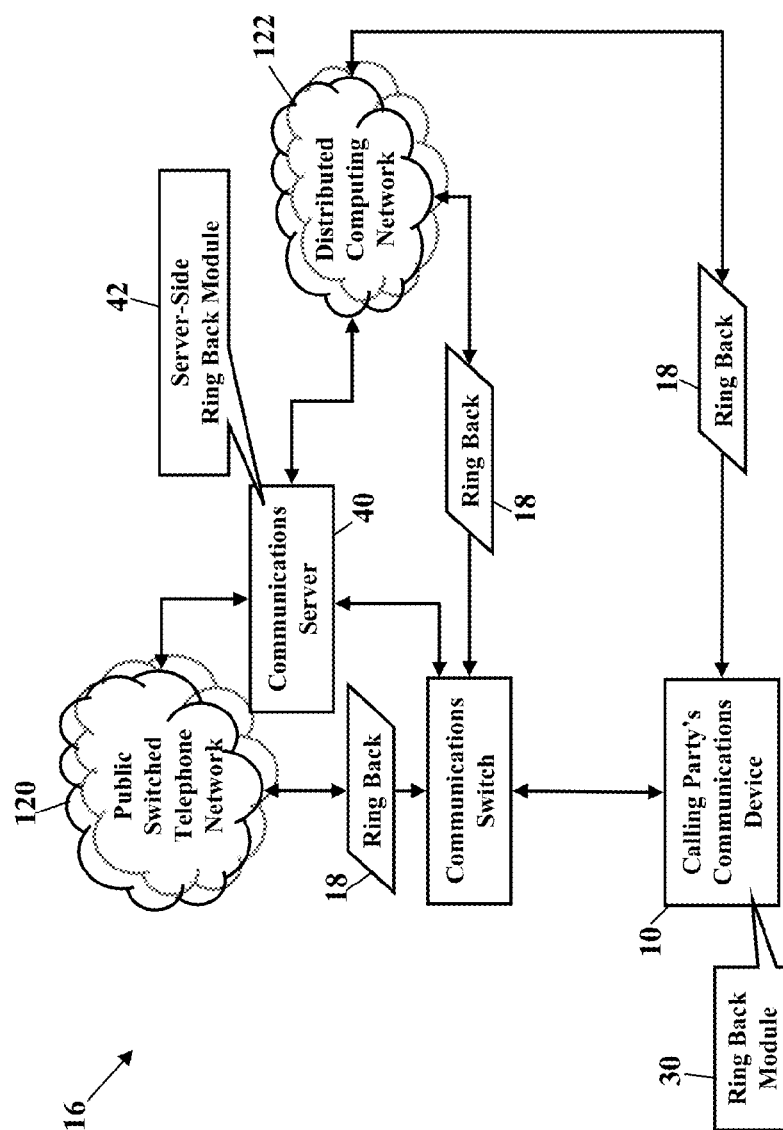 16
120
Public
Switched
Telephone
Network
Server-Side
Ring Back Module
42
Communications
Server
40
Distributed
Computing
Network
122
Ring Back
18
Ring Back
18
Communications
Switch
Ring Back
18
Calling Party's
Communications
Device
10
Ring Back
Module
30